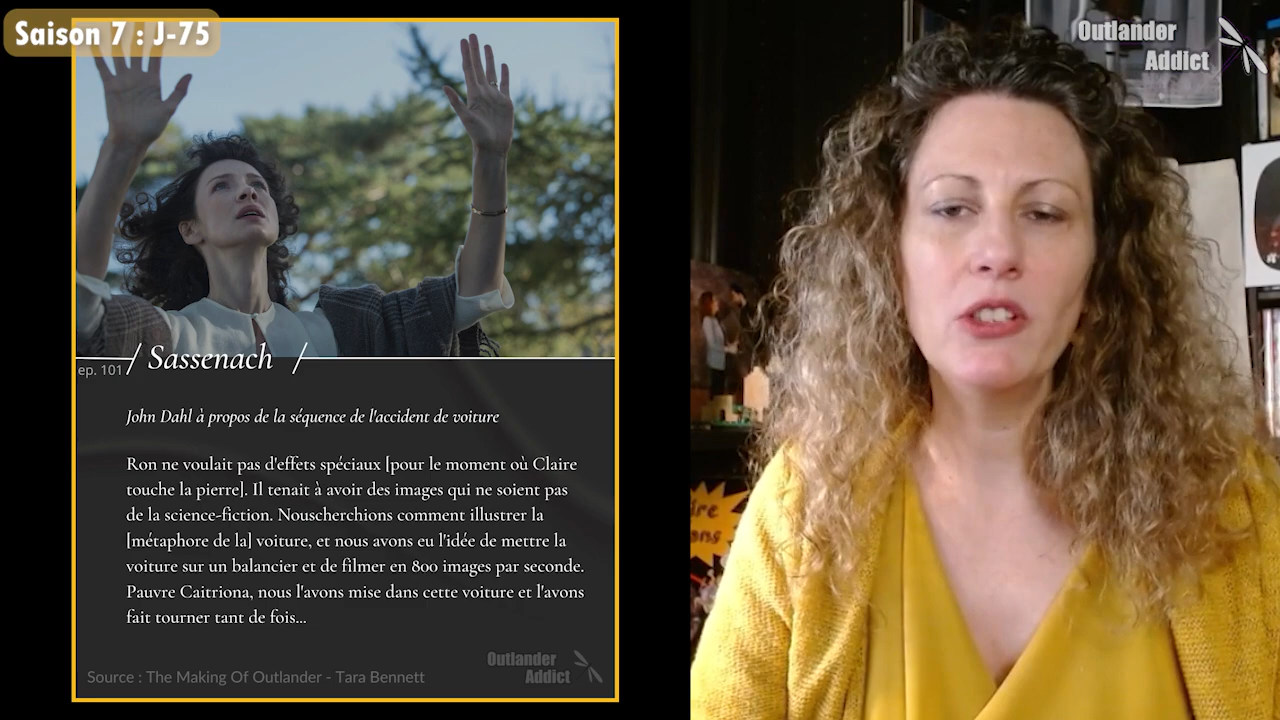 Saison 7 : J-75
ep. 101
Sassenach
John Dahl à propos de la séquence de l'accident de voiture
Ron ne voulait pas d'effets spéciaux [pour le moment où Claire
touche la pierre]. Il tenait à avoir des images qui ne soient pas
de la science-fiction. Nouscherchions comment illustrer la
[métaphore de la] voiture, et nous avons eu l'idée de mettre la
voiture sur un balancier et de filmer en 800 images par seconde.
Pauvre Caitriona, nous l'avons mise dans cette voiture et l'avons
fait tourner tant de fois...
Outlander
Addict
Source : The Making Of Outlander - Tara Bennett
Outlander
Addict